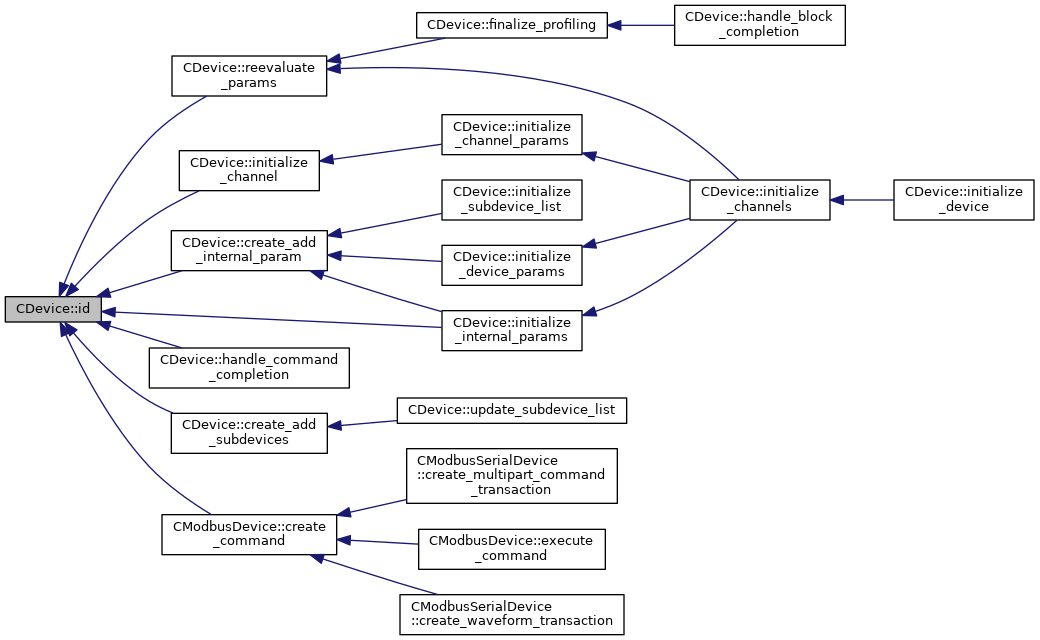 CDevice::finalize_profiling
CDevice::handle_block
_completion
CDevice::reevaluate
_params
CDevice::initialize
_channel_params
CDevice::initialize
_channel
CDevice::initialize
_subdevice_list
CDevice::initialize
_channels
CDevice::initialize
_device
CDevice::create_add
_internal_param
CDevice::initialize
_device_params
CDevice::id
CDevice::initialize
_internal_params
CDevice::handle_command
_completion
CDevice::update_subdevice_list
CDevice::create_add
_subdevices
CModbusSerialDevice
::create_multipart_command
_transaction
CModbusDevice::create
_command
CModbusDevice::execute
_command
CModbusSerialDevice
::create_waveform_transaction